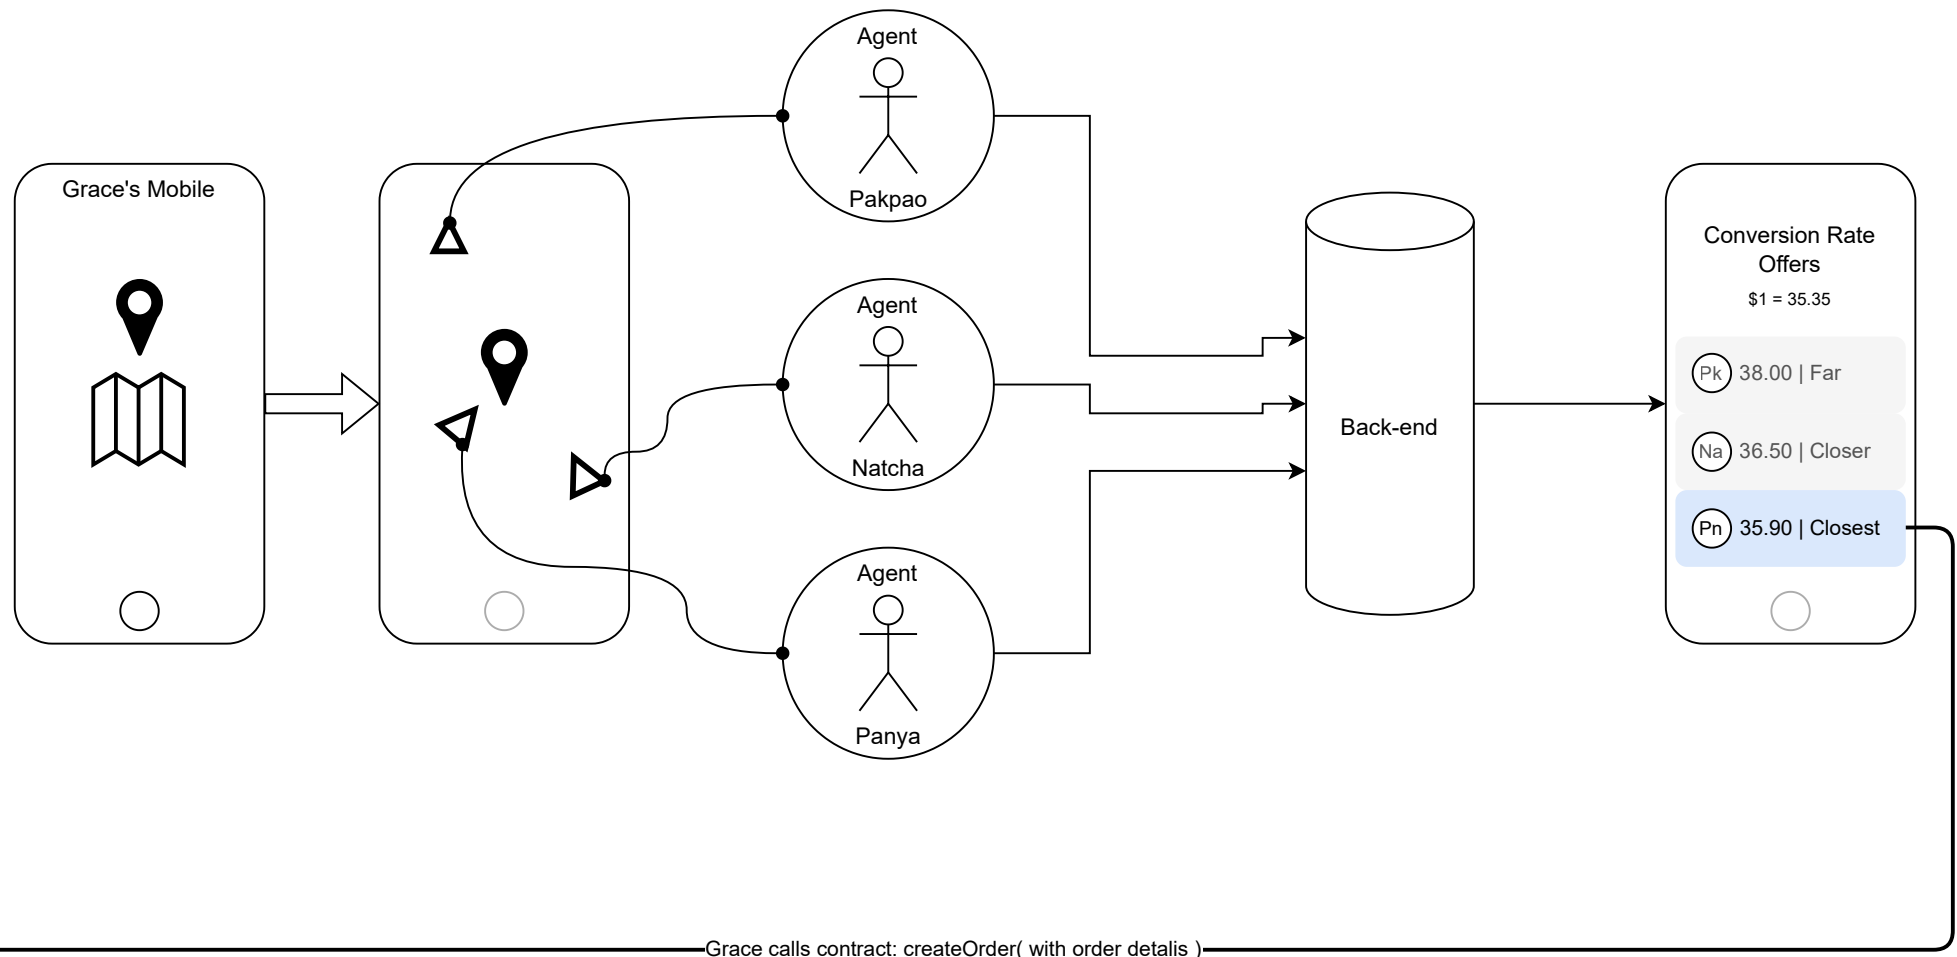 Grace's Mobile
Agent
Pakpao
Agent
Natcha
Agent
Panya
Back-end
Conversion Rate
Offers
$1 = 35.35
Pk 38.00 | Far
Na 36.50 | Closer
Pn 35.90 | Closest
Grace calls contract: createOrder( with order detalis )